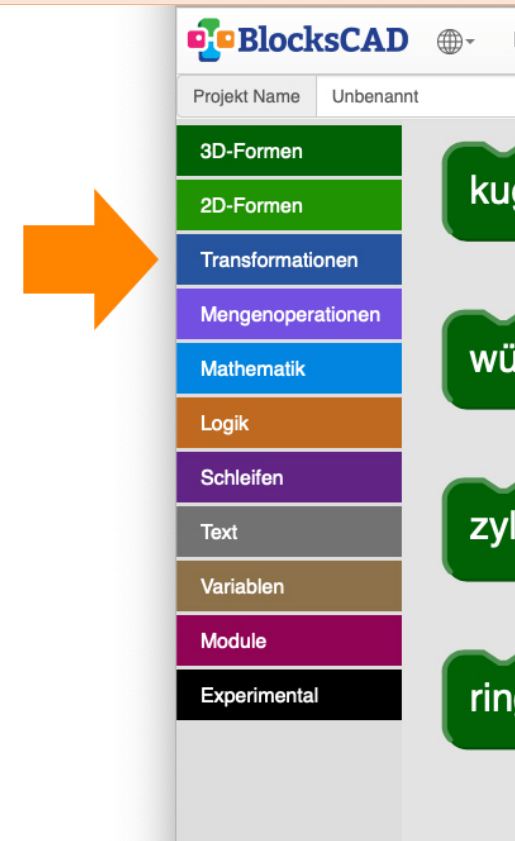 BlocksCAD
Projekt Name Unbenannt
3D-Formen
2D-Formen
Transformationen
Mengenoperationen
Mathematik
Logik
Schleifen
Text
Variablen
Module
Experimental
kug
wü
zyl
ring